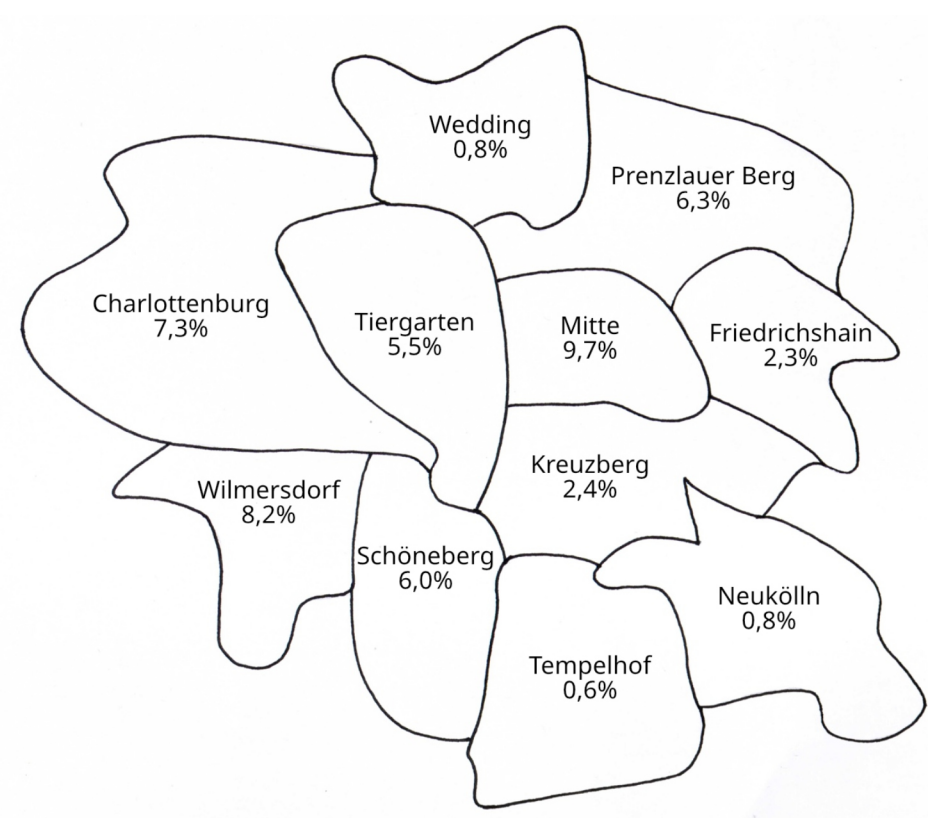 Wedding
0,8%
Prenzlauer Berg
6,3%
Charlottenburg
7,3%
Tiergarten
5,5%
Mitte
9,7%
Friedrichshain
2,3%
Wilmersdorf
8,2%
Kreuzberg
2,4%
Schöneberg
6,0%
Neukölln
0,8%
Tempelhof
0,6%